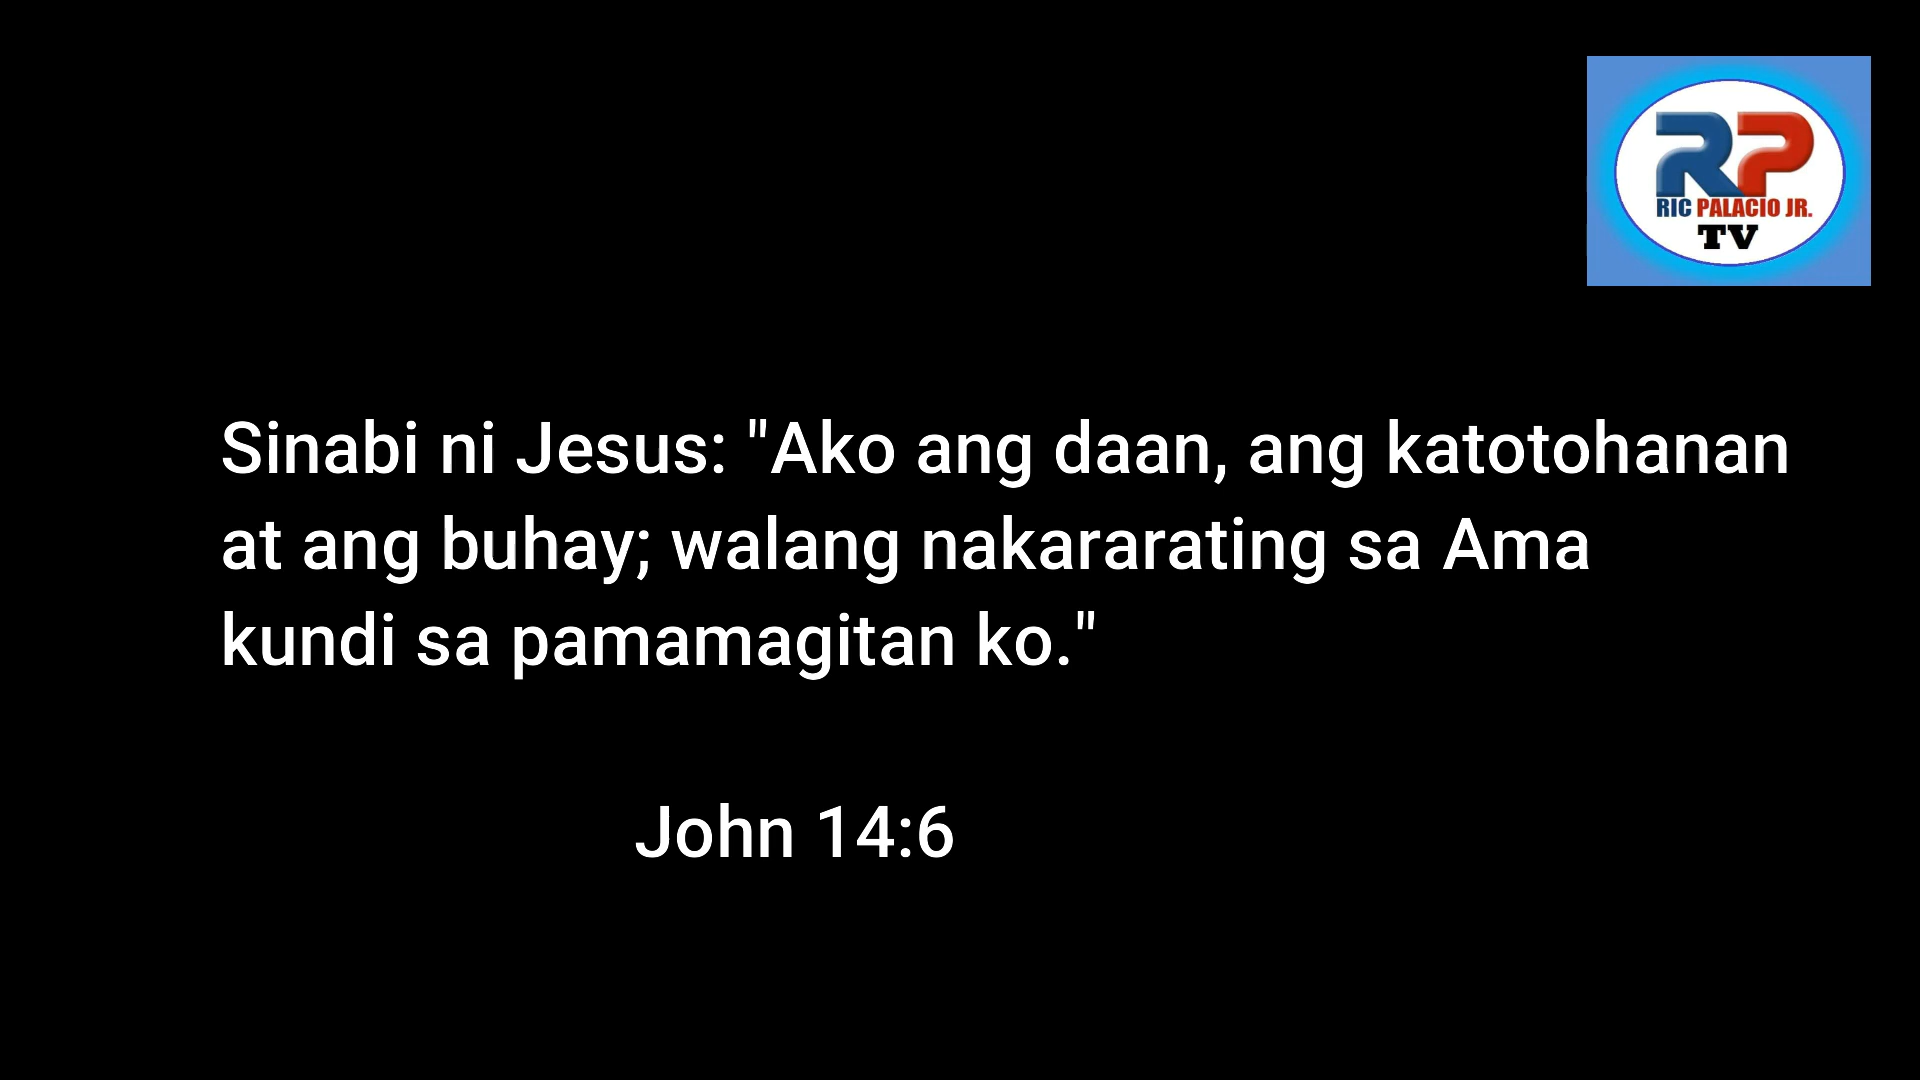 RP
RIC PALACIO JR.
TV
Sinabi ni Jesus: "Ako ang daan, ang katotohanan
at ang buhay; walang nakararating sa Ama
kundi sa pamamagitan ko."
John 14:6